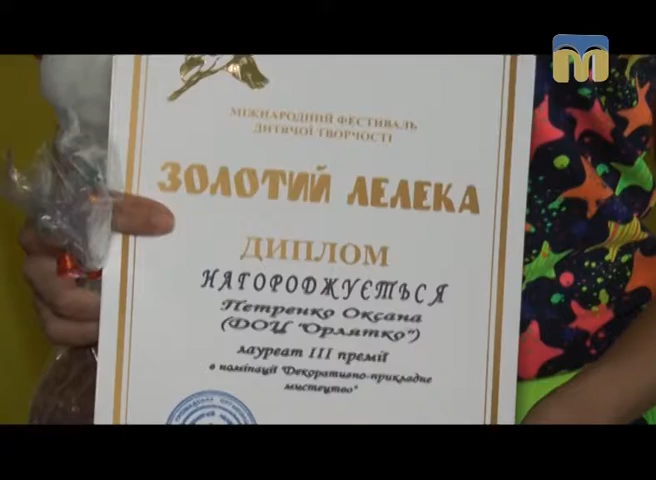 М
МІЖНАРОДНИЙ ФЕСТИВАЛЬ
ДИТЯЧОЇ ТВОРЧОСТІ
ЗОЛОТИЙ ЛЕЛЕКА
ДИПЛОМ
НАГОРОДЖУЄТЬСЯ
Петренко Оксана
(ДОЦ "Орлятко")
лауреат III премії
в номінації "Декоративно-прикладне
мистецтво"